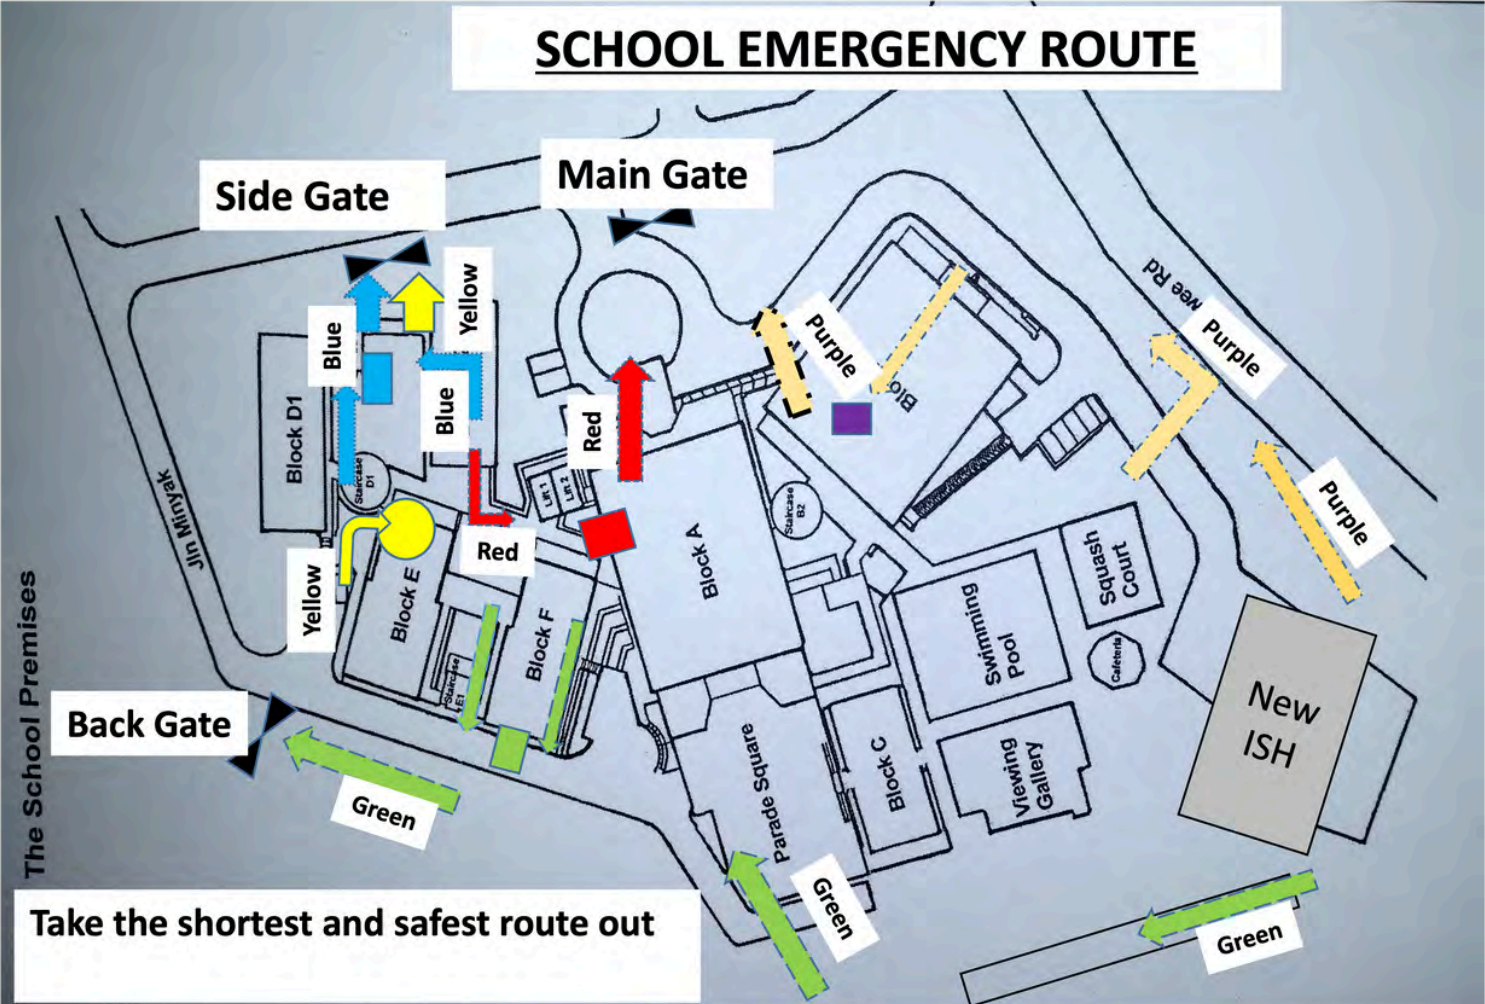 SCHOOL EMERGENCY ROUTE
Main Gate
Side Gate
Yellow
Blue
Blue
Red
Purple
wee Rd
Purple
Purple
Block D1
Staircase
D1
Lift 1
Lift 2
Jln Minyak
Red
Yellow
Block E
Block F
Staircase
E1
Block A
Staircase
B2
Blo
Squash
Court
Swimming
Pool
Cafeteria
New
ISH
Viewing
Gallery
Block C
Parade Square
Back Gate
Green
Green
Green
The School Premises
Take the shortest and safest route out